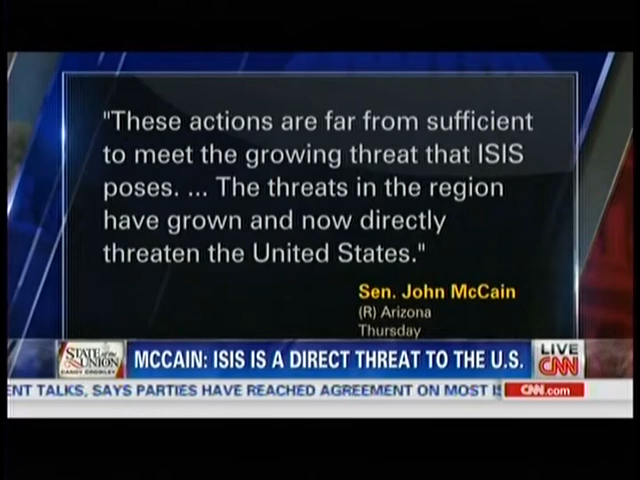 "These actions are far from sufficient
to meet the growing threat that ISIS
poses. ... The threats in the region
have grown and now directly
threaten the United States."
Sen. John McCain
(R) Arizona
Thursday
STATE of the
UNION
CANDY CROWLEY
MCCAIN: ISIS IS A DIRECT THREAT TO THE U.S.
LIVE
CNN
ENT TALKS, SAYS PARTIES HAVE REACHED AGREEMENT ON MOST IS
CNN.com